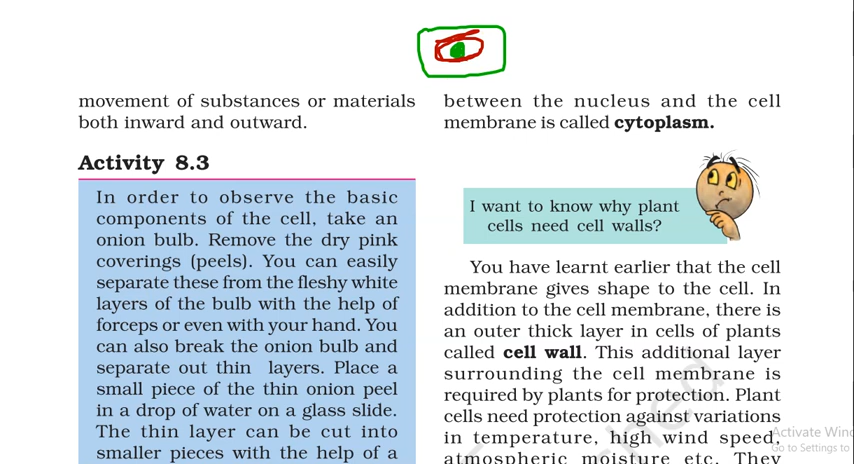 movement of substances or materials
both inward and outward.
Activity 8.3
In order to observe the basic
components of the cell, take an
onion bulb. Remove the dry pink
coverings (peels). You can easily
separate these from the fleshy white
layers of the bulb with the help of
forceps or even with your hand. You
can also break the onion bulb and
separate out thin layers. Place a
small piece of the thin onion peel
in a drop of water on a glass slide.
The thin layer can be cut into
smaller pieces with the help of a
between the nucleus and the cell
membrane is called cytoplasm.
I want to know why plant
cells need cell walls?
You have learnt earlier that the cell
membrane gives shape to the cell. In
addition to the cell membrane, there is
an outer thick layer in cells of plants
called cell wall. This additional layer
surrounding the cell membrane is
required by plants for protection. Plant
cells need protection against variations
in temperature, high wind speed,
atmospheric moisture etc. They
Activate Wind
Go to Settings to